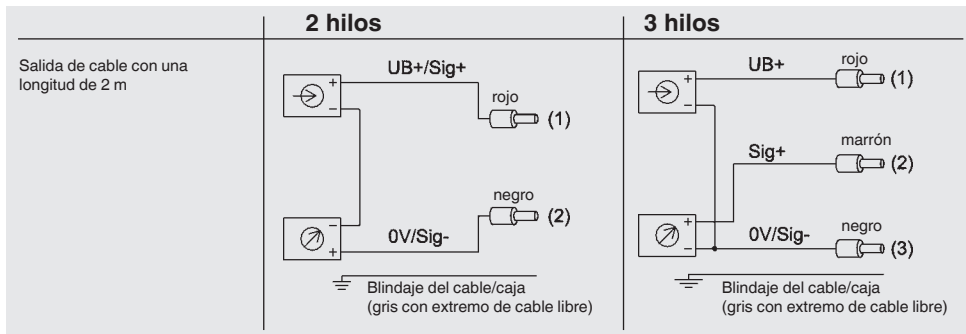 2 hilos
3 hilos
Salida de cable con una
longitud de 2 m
UB+/Sig+
+
−
rojo
(1)
negro
(2)
−
+
0V/Sig-
Blindaje del cable/caja
(gris con extremo de cable libre)
UB+
+
−
rojo
(1)
Sig+
marrón
(2)
+
−
0V/Sig-
negro
(3)
Blindaje del cable/caja
(gris con extremo de cable libre)